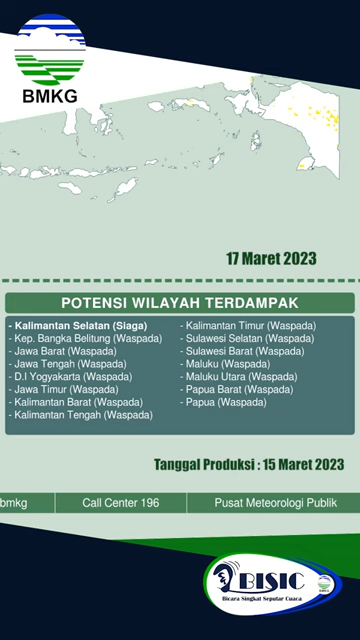 BMKG
17 Maret 2023
POTENSI WILAYAH TERDAMPAK
- Kalimantan Selatan (Siaga)
- Kep. Bangka Belitung (Waspada)
- Jawa Barat (Waspada)
- Jawa Tengah (Waspada)
- D.I Yogyakarta (Waspada)
- Jawa Timur (Waspada)
- Kalimantan Barat (Waspada)
- Kalimantan Tengah (Waspada)
- Kalimantan Timur (Waspada)
- Sulawesi Selatan (Waspada)
- Sulawesi Barat (Waspada)
- Maluku (Waspada)
- Maluku Utara (Waspada)
- Papua Barat (Waspada)
- Papua (Waspada)
Tanggal Produksi : 15 Maret 2023
bmkg Call Center 196 Pusat Meteorologi Publik
BISIC
Bicara Singkat Seputar Cuaca